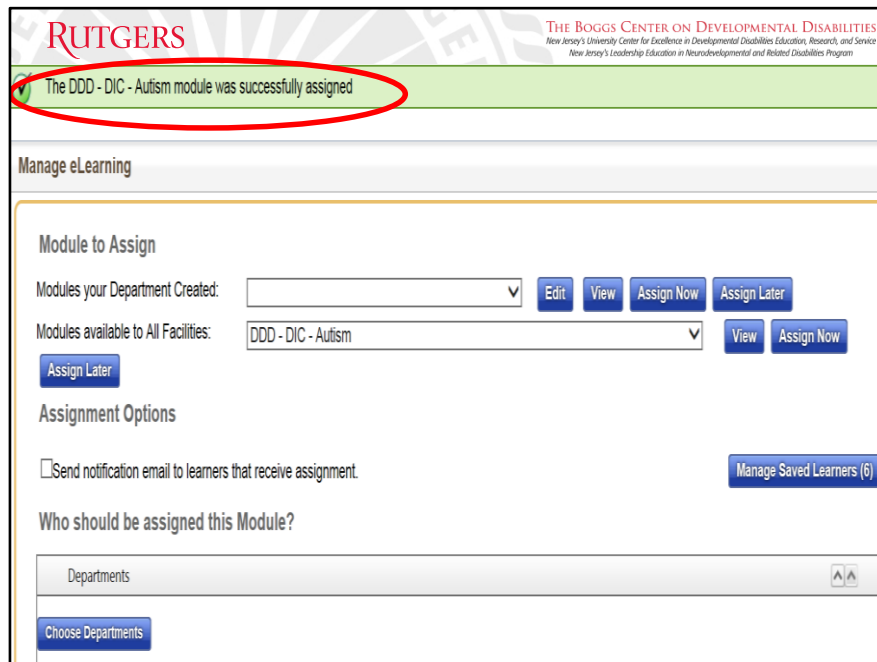 RUTGERS
THE BOGGS CENTER ON DEVELOPMENTAL DISABILITIES
New Jersey's University Center for Excellence in Developmental Disabilities Education, Research, and Service
New Jersey's Leadership Education in Neurodevelopmental and Related Disabilities Program
The DDD - DIC - Autism module was successfully assigned
Manage eLearning
Module to Assign
Modules your Department Created: Edit View Assign Now Assign Later
Modules available to All Facilities: DDD - DIC - Autism View Assign Now
Assign Later
Assignment Options
Send notification email to learners that receive assignment. Manage Saved Learners (6)
Who should be assigned this Module?
Departments
Choose Departments